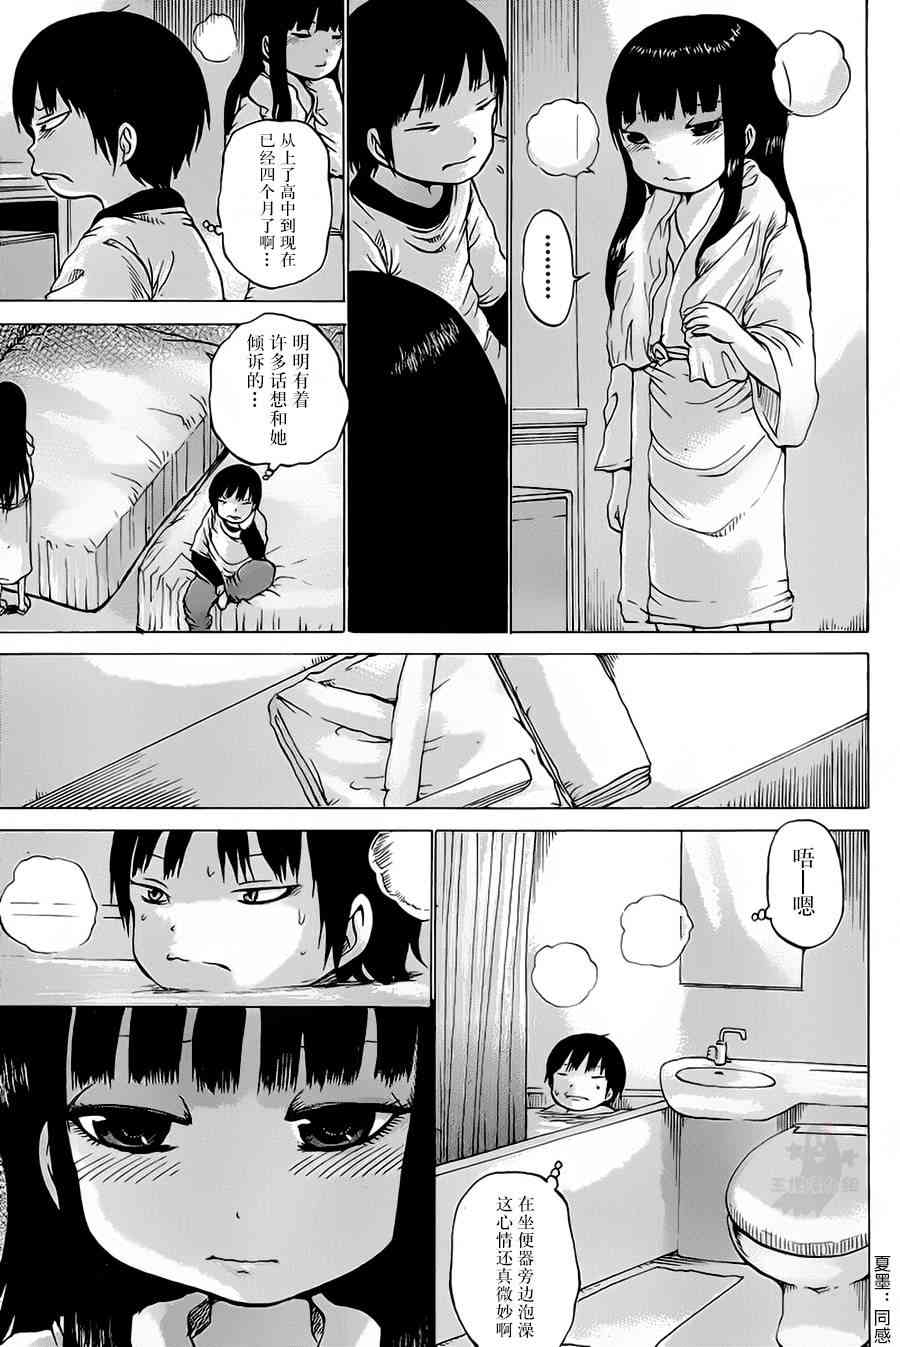 ………
从上了高中到现在
已经四个月了啊…
明明有着
许多话想和她
倾诉的…
唔—嗯
在坐便器旁边泡澡
这心情还真微妙啊
夏墨：同感